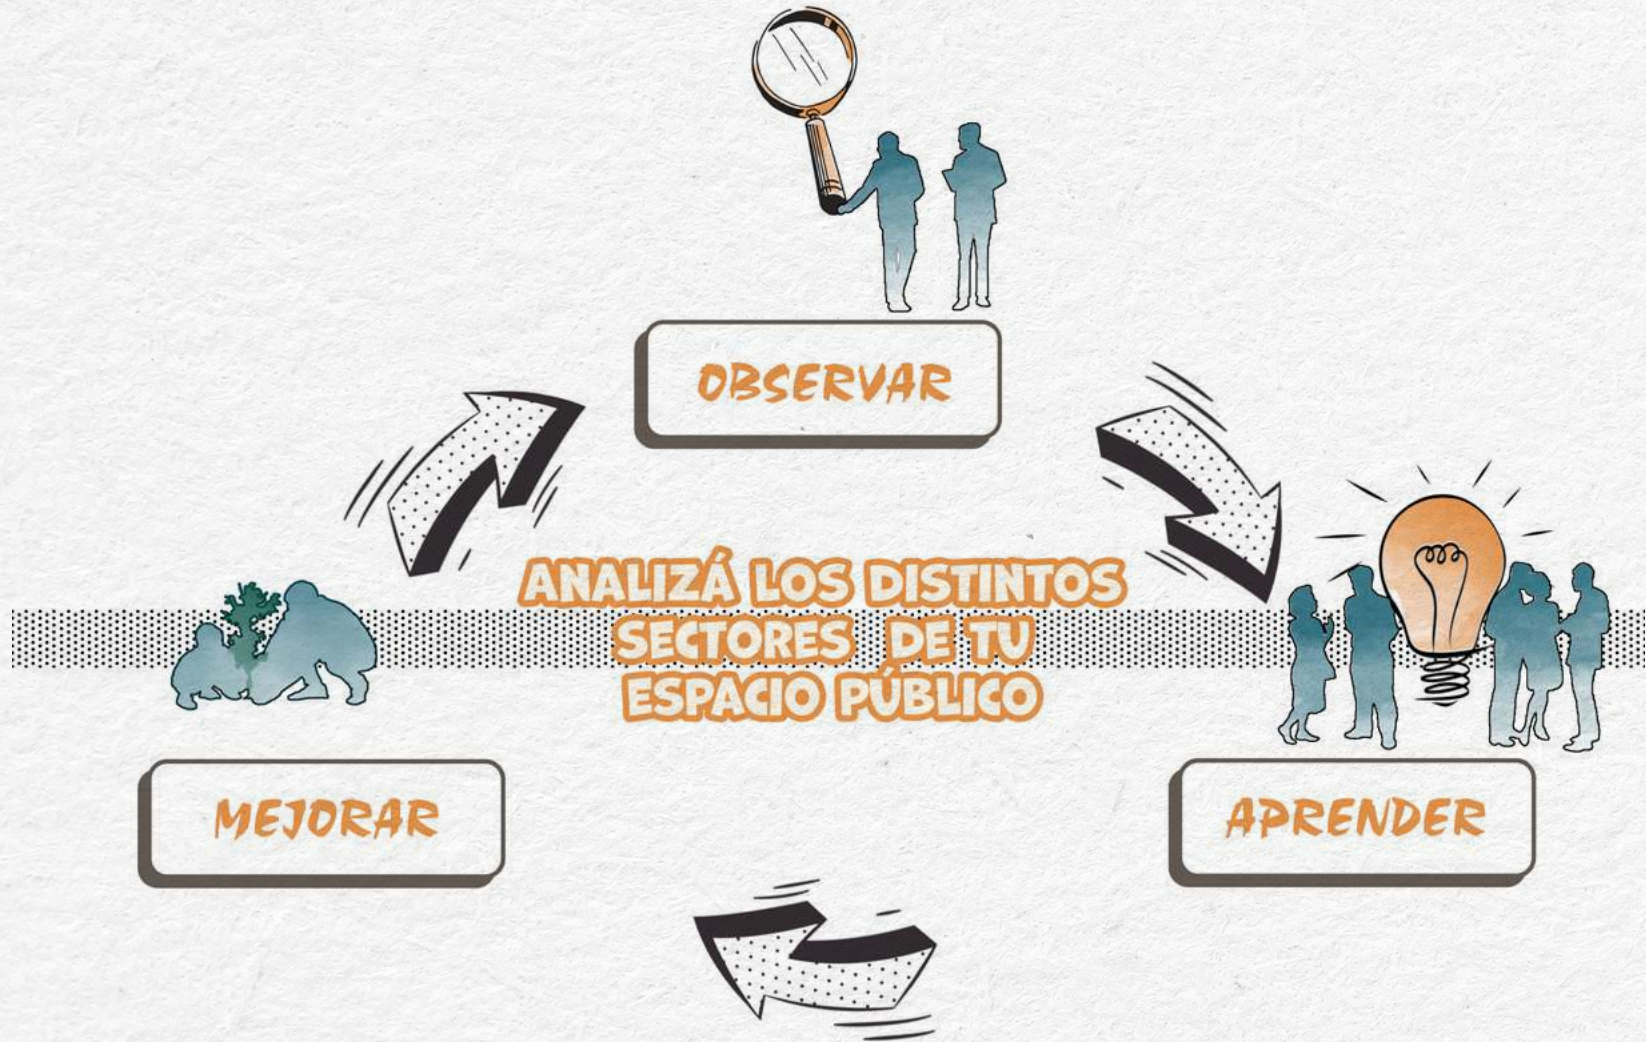 OBSERVAR
ANALIZÁ LOS DISTINTOS
SECTORES DE TU
ESPACIO PÚBLICO
MEJORAR
APRENDER